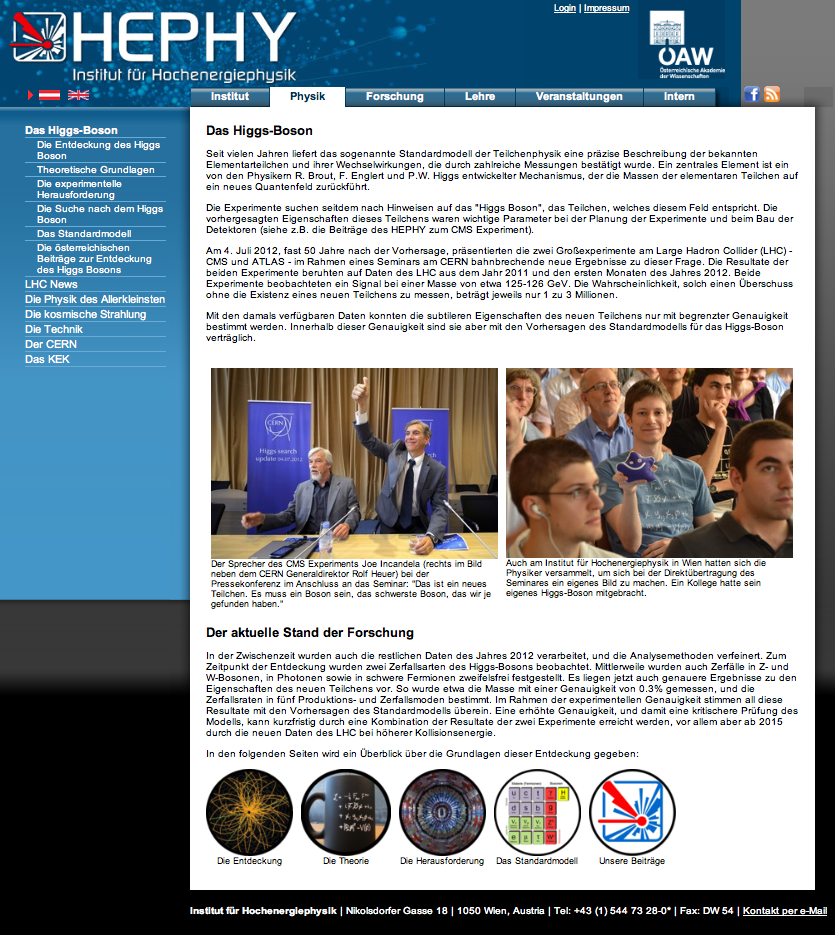 Login | Impressum
HEPHY
Institut für Hochenergiephysik
ÖAW
Österreichische Akademie
der Wissenschaften
Institut
Physik
Forschung
Lehre
Veranstaltungen
Intern
Das Higgs-Boson
Die Entdeckung des Higgs
Boson
Theoretische Grundlagen
Die experimentelle
Herausforderung
Die Suche nach dem Higgs
Boson
Das Standardmodell
Die österreichischen
Beiträge zur Entdeckung
des Higgs Bosons
LHC News
Die Physik des Allerkleinsten
Die kosmische Strahlung
Die Technik
Der CERN
Das KEK
Das Higgs-Boson
Seit vielen Jahren liefert das sogenannte Standardmodell der Teilchenphysik eine präzise Beschreibung der bekannten
Elementarteilchen und ihrer Wechselwirkungen, die durch zahlreiche Messungen bestätigt wurde. Ein zentrales Element ist ein
von den Physikern R. Brout, F. Englert und P.W. Higgs entwickelter Mechanismus, der die Massen der elementaren Teilchen auf
ein neues Quantenfeld zurückführt.
Die Experimente suchen seitdem nach Hinweisen auf das "Higgs Boson", das Teilchen, welches diesem Feld entspricht. Die
vorhergesagten Eigenschaften dieses Teilchens waren wichtige Parameter bei der Planung der Experimente und beim Bau der
Detektoren (siehe z.B. die Beiträge des HEPHY zum CMS Experiment).
Am 4. Juli 2012, fast 50 Jahre nach der Vorhersage, präsentierten die zwei Großexperimente am Large Hadron Collider (LHC) -
CMS und ATLAS - im Rahmen eines Seminars am CERN bahnbrechende neue Ergebnisse zu dieser Frage. Die Resultate der
beiden Experimente beruhten auf Daten des LHC aus dem Jahr 2011 und den ersten Monaten des Jahres 2012. Beide
Experimente beobachteten ein Signal bei einer Masse von etwa 125-126 GeV. Die Wahrscheinlichkeit, solch einen Überschuss
ohne die Existenz eines neuen Teilchens zu messen, beträgt jeweils nur 1 zu 3 Millionen.
Mit den damals verfügbaren Daten konnten die subtileren Eigenschaften des neuen Teilchens nur mit begrenzter Genauigkeit
bestimmt werden. Innerhalb dieser Genauigkeit sind sie aber mit den Vorhersagen des Standardmodells für das Higgs-Boson
verträglich.
CERN
Higgs search
update 04.07.2012
Der Sprecher des CMS Experiments Joe Incandela (rechts im Bild
neben dem CERN Generaldirektor Rolf Heuer) bei der
Pressekonferenz im Anschluss an das Seminar: "Das ist ein neues
Teilchen. Es muss ein Boson sein, das schwerste Boson, das wir je
gefunden haben."
Auch am Institut für Hochenergiephysik in Wien hatten sich die
Physiker versammelt, um sich bei der Direktübertragung des
Seminares ein eigenes Bild zu machen. Ein Kollege hatte sein
eigenes Higgs-Boson mitgebracht.
Der aktuelle Stand der Forschung
In der Zwischenzeit wurden auch die restlichen Daten des Jahres 2012 verarbeitet, und die Analysemethoden verfeinert. Zum
Zeitpunkt der Entdeckung wurden zwei Zerfallsarten des Higgs-Bosons beobachtet. Mittlerweile wurden auch Zerfälle in Z- und
W-Bosonen, in Photonen sowie in schwere Fermionen zweifelsfrei festgestellt. Es liegen jetzt auch genauere Ergebnisse zu den
Eigenschaften des neuen Teilchens vor. So wurde etwa die Masse mit einer Genauigkeit von 0.3% gemessen, und die
Zerfallsraten in fünf Produktions- und Zerfallsmoden bestimmt. Im Rahmen der experimentellen Genauigkeit stimmen all diese
Resultate mit den Vorhersagen des Standardmodells überein. Eine erhöhte Genauigkeit, und damit eine kritischere Prüfung des
Modells, kann kurzfristig durch eine Kombination der Resultate der zwei Experimente erreicht werden, vor allem aber ab 2015
durch die neuen Daten des LHC bei höherer Kollisionsenergie.
In den folgenden Seiten wird ein Überblick über die Grundlagen dieser Entdeckung gegeben:
u c t γ H
d s b g
Die Entdeckung
Die Theorie
Die Herausforderung
Das Standardmodell
Unsere Beiträge
Institut für Hochenergiephysik | Nikolsdorfer Gasse 18 | 1050 Wien, Austria | Tel: +43 (1) 544 73 28-0* | Fax: DW 54 | Kontakt per e-Mail